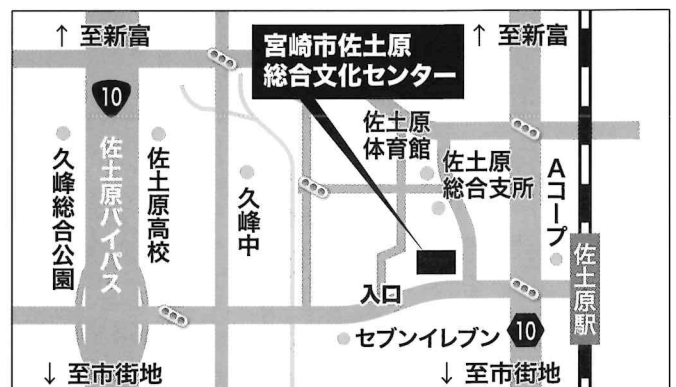 ↑ 至新富
宮崎市佐土原
総合文化センター
↑ 至新富
10
佐土原バイパス
久峰総合公園
佐土原高校
久峰中
佐土原
体育館
佐土原
総合支所
Aコープ
佐土原駅
入口
セブンイレブン
10
↓ 至市街地
↓ 至市街地